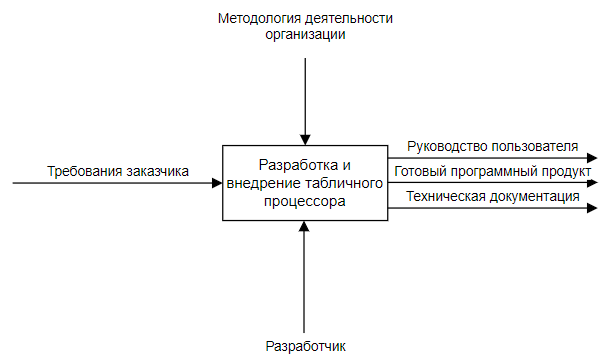 Методология деятельности
организации
Руководство пользователя
Требования заказчика
Разработка и
внедрение табличного
процессора
Готовый программный продукт
Техническая документация
Разработчик